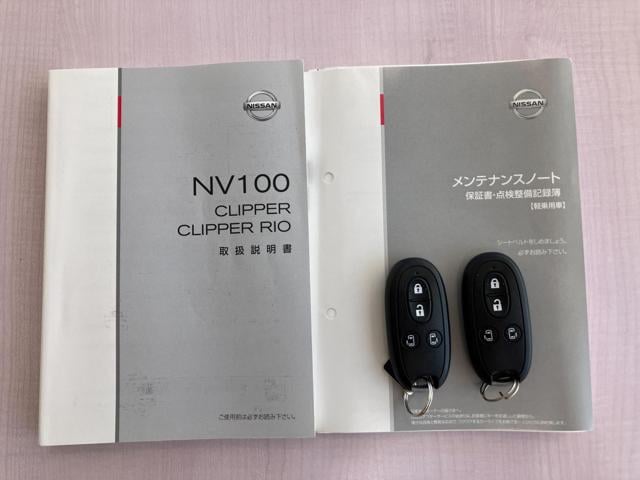 NISSAN
NV100
CLIPPER
CLIPPER RIO
取扱説明書
ご使用前は必ずお読み下さい。
NISSAN
メンテナンスノート
保証書・点検整備記録簿
【軽乗用車】
シートベルトをしめましょう。
必ずお読み下さい。